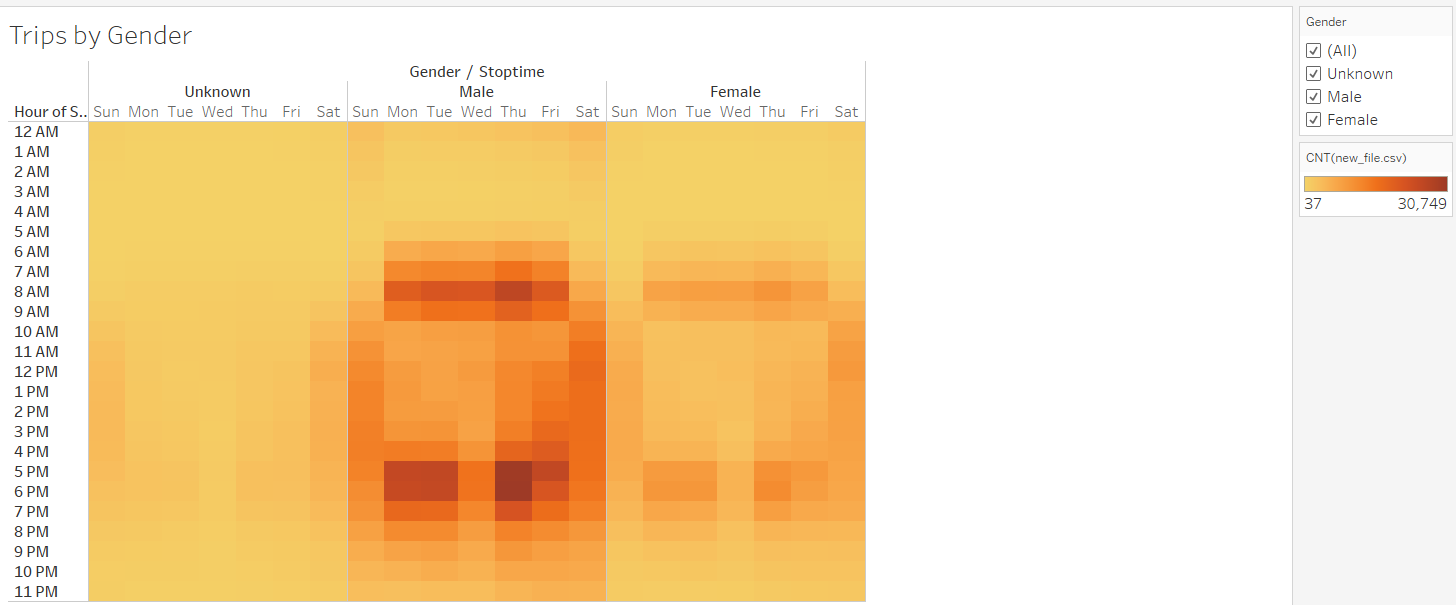 Trips by Gender
Gender / Stoptime
Unknown Male Female
Hour of S.. Sun Mon Tue Wed Thu Fri Sat Sun Mon Tue Wed Thu Fri Sat Sun Mon Tue Wed Thu Fri Sat
12 AM
1 AM
2 AM
3 AM
4 AM
5 AM
6 AM
7 AM
8 AM
9 AM
10 AM
11 AM
12 PM
1 PM
2 PM
3 PM
4 PM
5 PM
6 PM
7 PM
8 PM
9 PM
10 PM
11 PM
Gender
(All)
Unknown
Male
Female
CNT(new_file.csv)
37 30,749